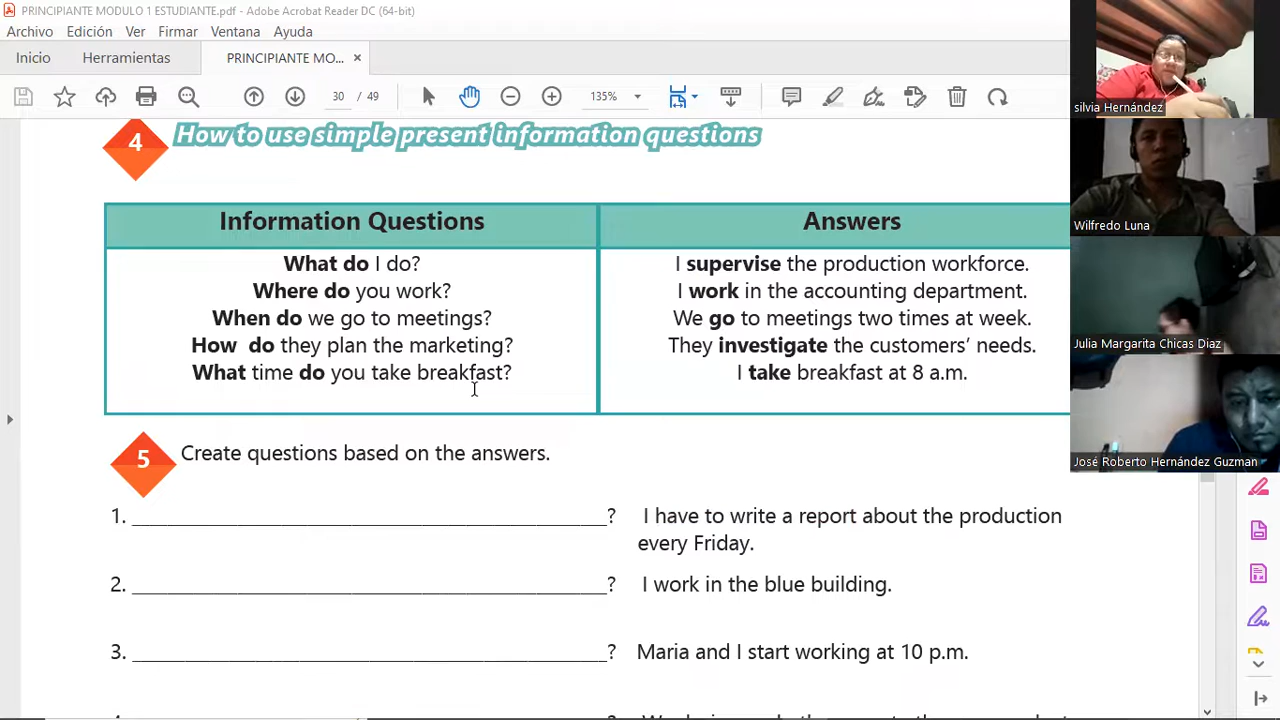 PRINCIPIANTE MODULO 1 ESTUDIANTE.pdf - Adobe Acrobat Reader DC (64-bit)
Archivo Edición Ver Firmar Ventana Ayuda
Inicio Herramientas PRINCIPIANTE MO... ×
30 / 49 135%
4 How to use simple present information questions
Information Questions Answers
What do I do? I supervise the production workforce.
Where do you work? I work in the accounting department.
When do we go to meetings? We go to meetings two times at week.
How do they plan the marketing? They investigate the customers' needs.
What time do you take breakfast? I take breakfast at 8 a.m.
5 Create questions based on the answers.
1. ? I have to write a report about the production
every Friday.
2. ? I work in the blue building.
3. ? Maria and I start working at 10 p.m.
silvia Hernández
Wilfredo Luna
Julia Margarita Chicas Diaz
José Roberto Hernández Guzman